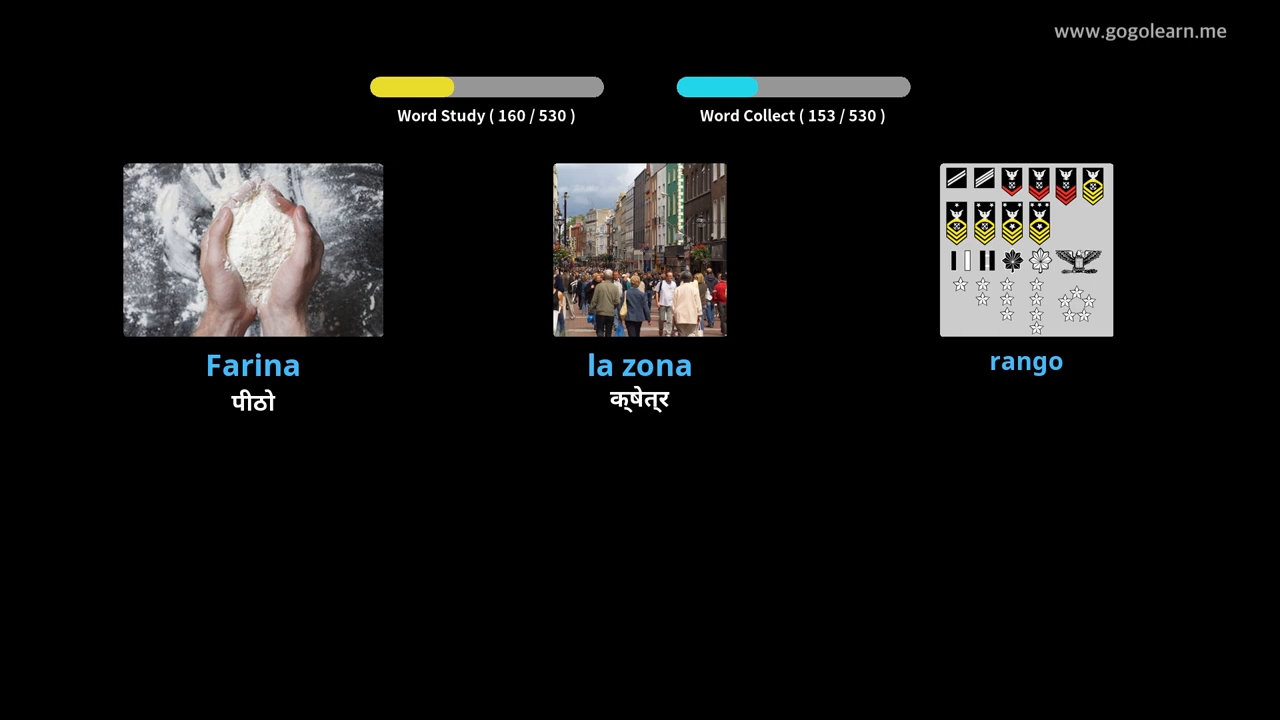 www.gogolearn.me
Word Study ( 160 / 530 )
Word Collect ( 153 / 530 )
Farina
la zona
rango
पीठो
क्षेत्र